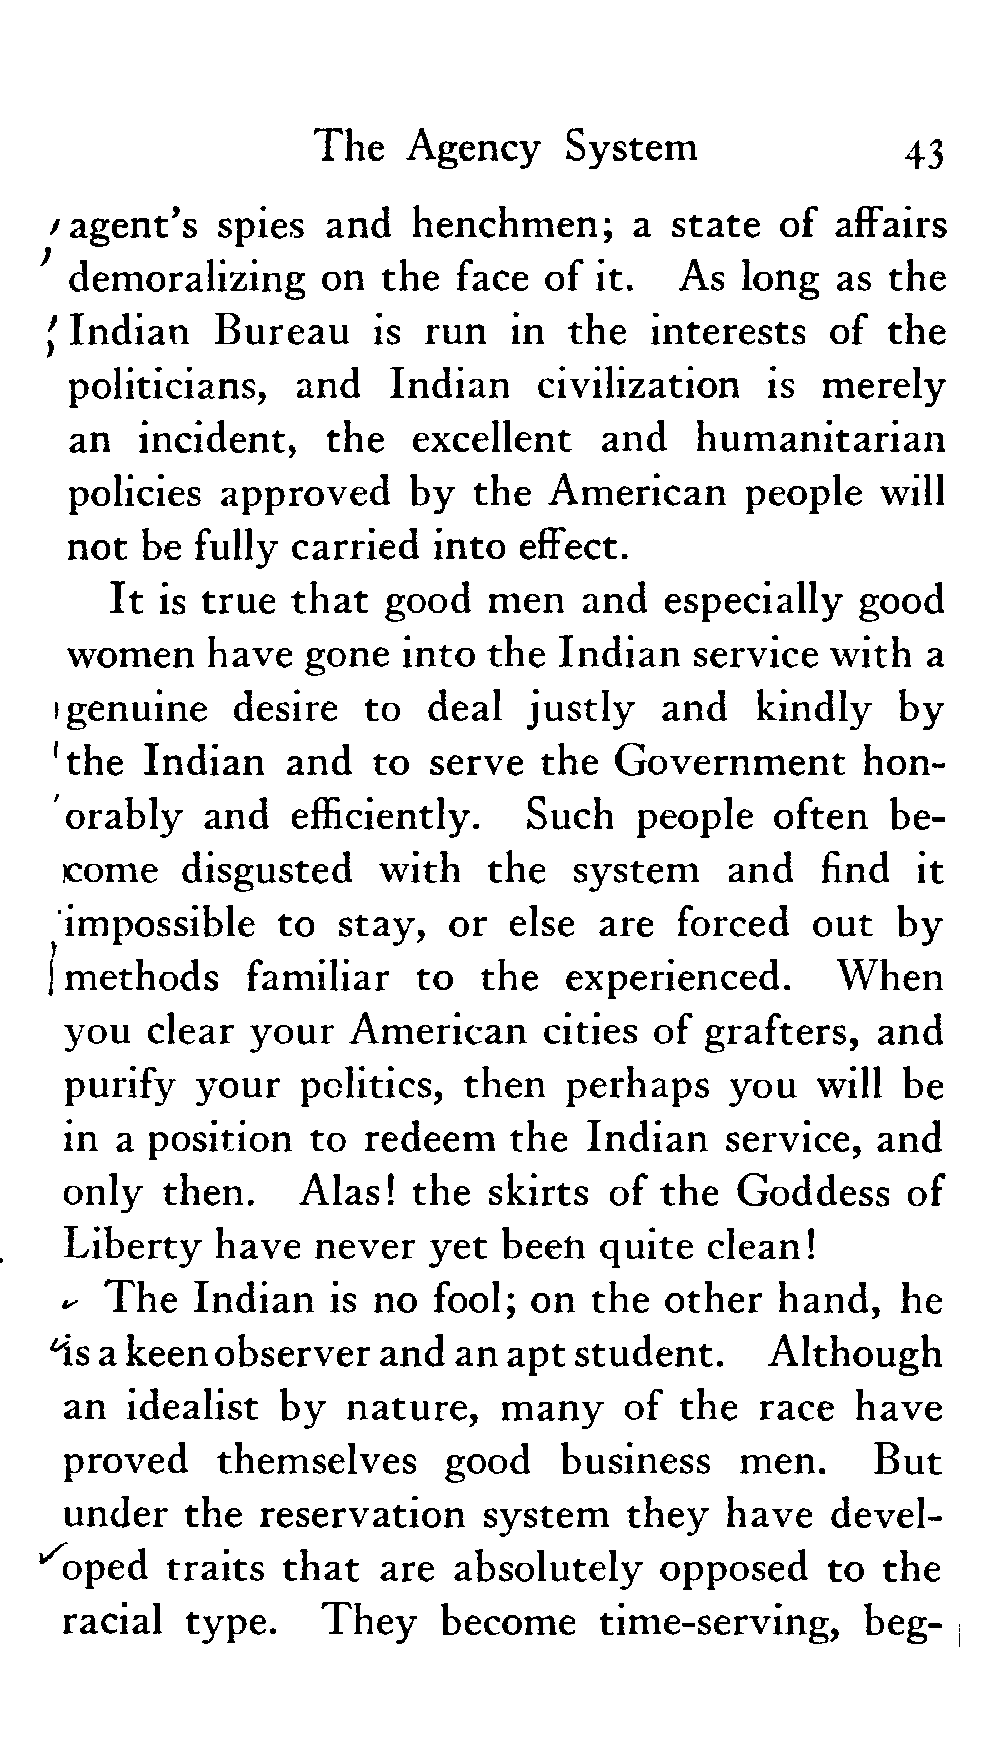 The Agency System 43
agent's spies and henchmen; a state of affairs
demoralizing on the face of it. As long as the
Indian Bureau is run in the interests of the
politicians, and Indian civilization is merely
an incident, the excellent and humanitarian
policies approved by the American people will
not be fully carried into effect.
It is true that good men and especially good
women have gone into the Indian service with a
genuine desire to deal justly and kindly by
the Indian and to serve the Government hon-
orably and efficiently. Such people often be-
come disgusted with the system and find it
impossible to stay, or else are forced out by
methods familiar to the experienced. When
you clear your American cities of grafters, and
purify your politics, then perhaps you will be
in a position to redeem the Indian service, and
only then. Alas! the skirts of the Goddess of
Liberty have never yet been quite clean!
The Indian is no fool; on the other hand, he
is a keen observer and an apt student. Although
an idealist by nature, many of the race have
proved themselves good business men. But
under the reservation system they have devel-
oped traits that are absolutely opposed to the
racial type. They become time-serving, beg-